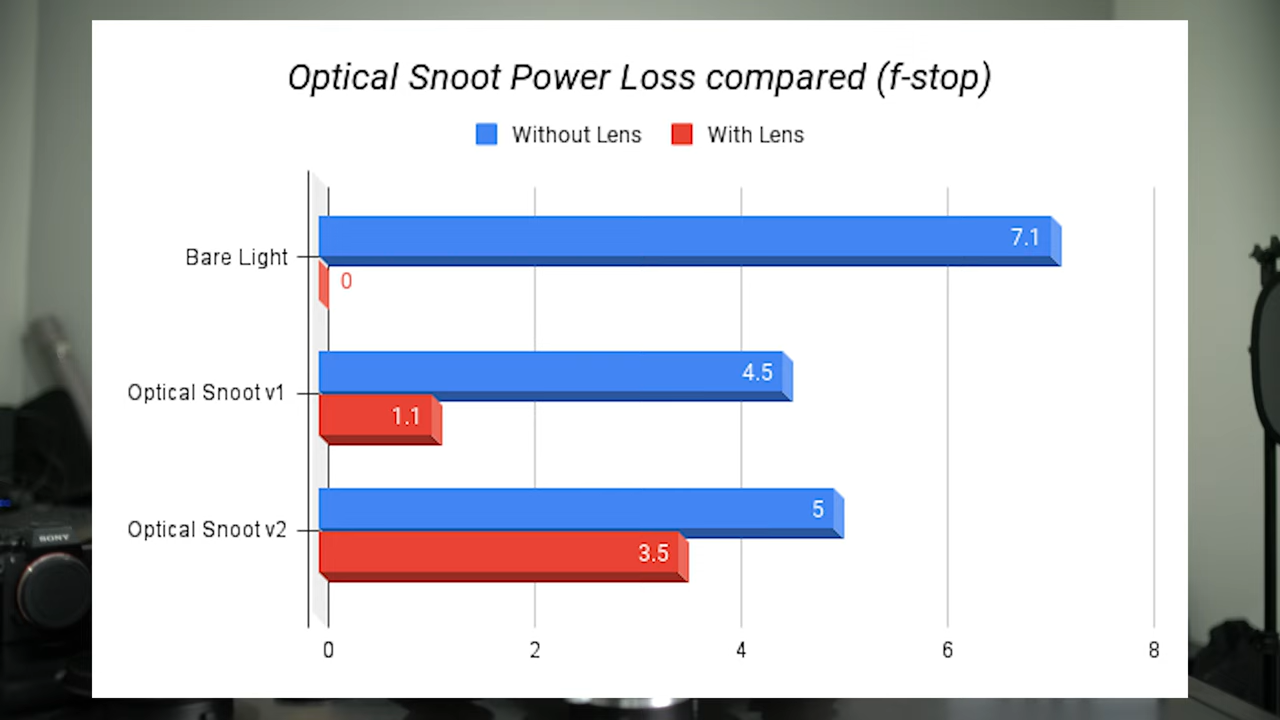 Optical Snoot Power Loss compared (f-stop)
Without Lens
With Lens
Bare Light
7.1
0
Optical Snoot v1
4.5
1.1
Optical Snoot v2
5
3.5
0
2
4
6
8
SONY